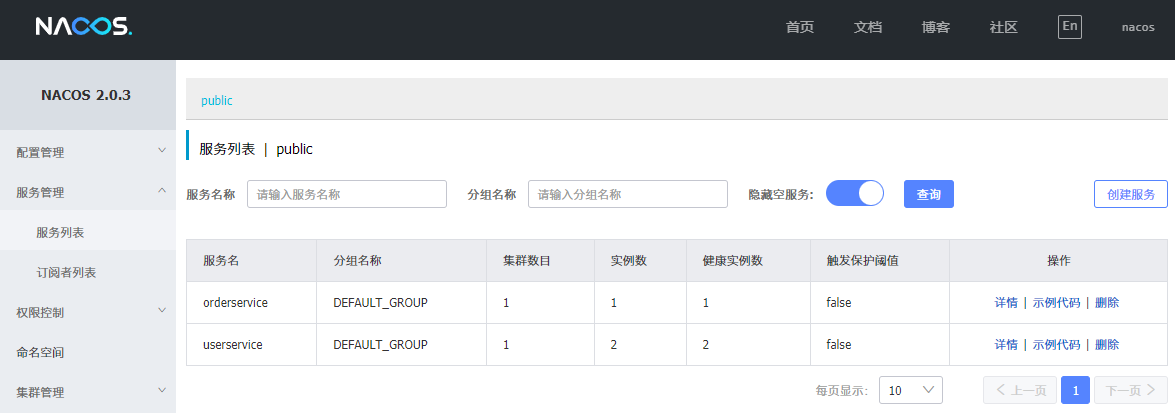 NACOS. 首页 文档 博客 社区 En nacos
NACOS 2.0.3
public
配置管理
服务列表 | public
服务管理
服务名称 请输入服务名称 分组名称 请输入分组名称 隐藏空服务: 查询 创建服务
服务列表
订阅者列表
权限控制
命名空间
集群管理
服务名 分组名称 集群数目 实例数 健康实例数 触发保护阈值 操作
orderservice DEFAULT_GROUP 1 1 1 false 详情 | 示例代码 | 删除
userservice DEFAULT_GROUP 1 2 2 false 详情 | 示例代码 | 删除
每页显示: 10 上一页 1 下一页